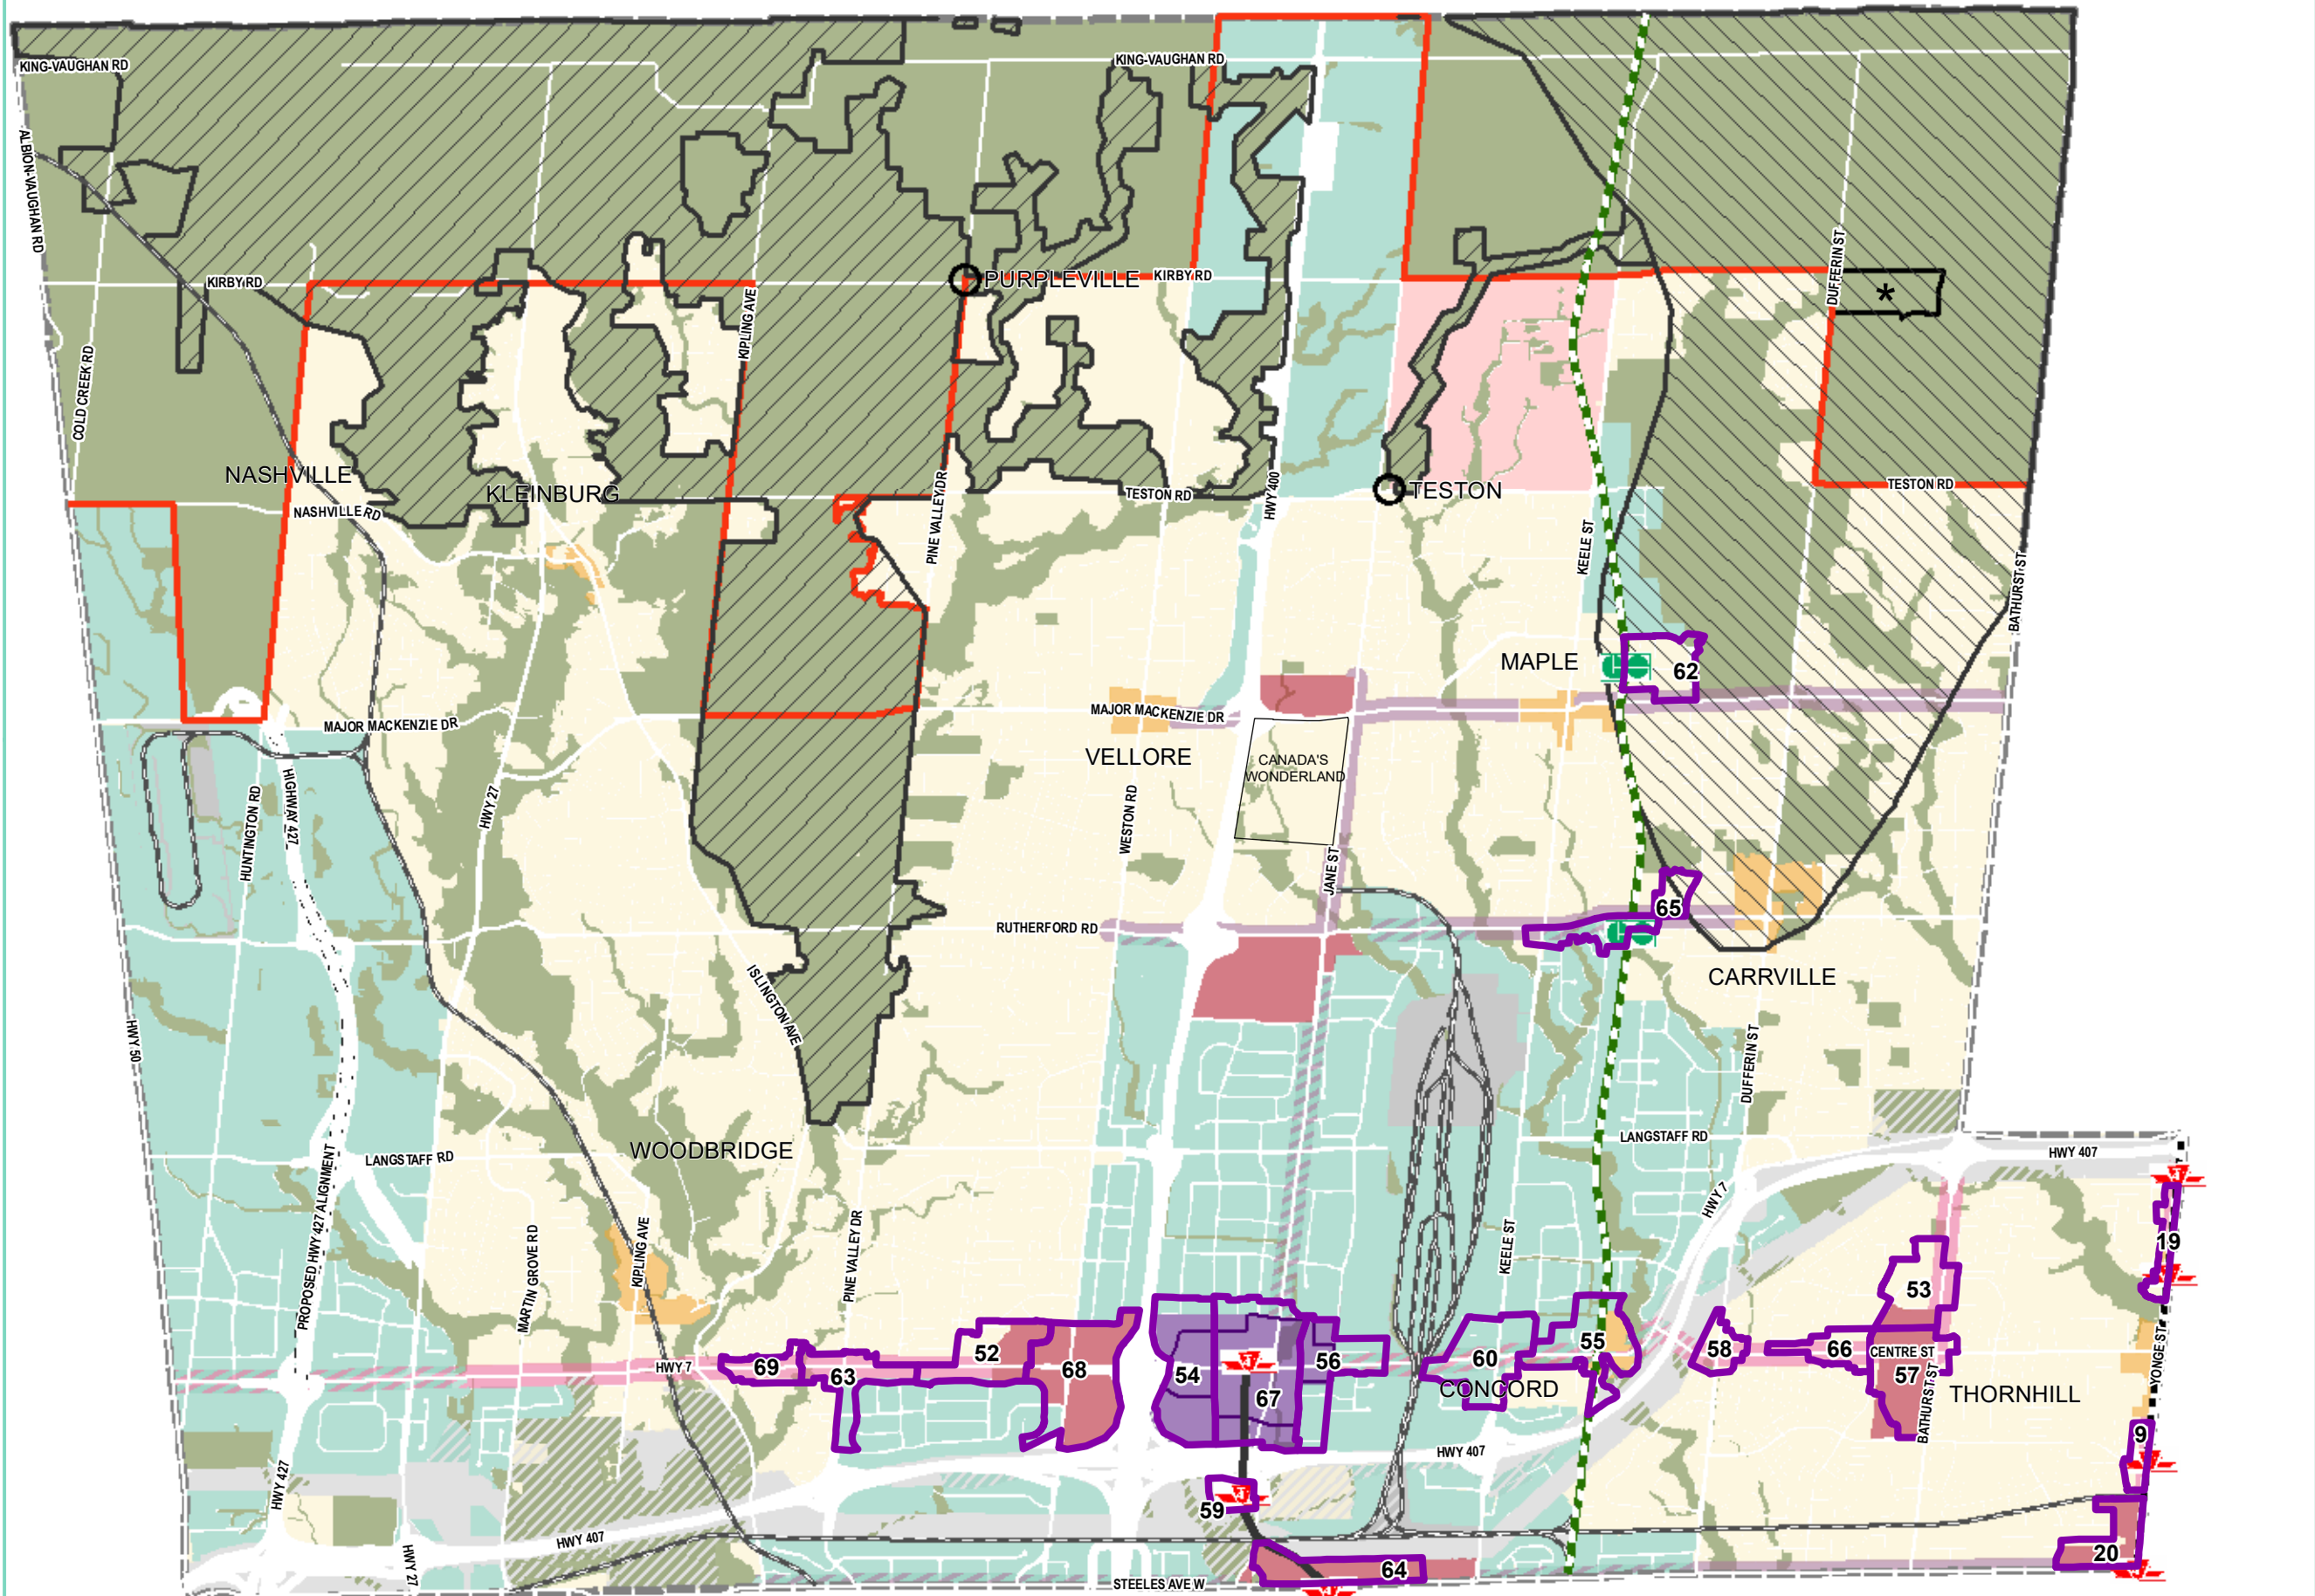 KING-VAUGHAN RD
KING-VAUGHAN RD
ALBION-VAUGHAN RD
KIRBY RD
PURPLEVILLE
KIRBY RD
DUFFERIN ST
*
KIPLING AVE
COLD CREEK RD
NASHVILLE
KLEINBURG
NASHVILLE RD
PINE VALLEY DR
TESTON RD
HWY 400
TESTON
TESTON RD
KEELE ST
BATHURST ST
MAPLE
62
MAJOR MACKENZIE DR
MAJOR MACKENZIE DR
VELLORE
CANADA'S
WONDERLAND
HIGHWAY 427
HUNTINGTON RD
HWY 27
WESTON RD
JANE ST
RUTHERFORD RD
65
CARRVILLE
ISLINGTON AVE
HWY 50
DUFFERIN ST
LANGSTAFF RD
WOODBRIDGE
LANGSTAFF RD
HWY 407
PROPOSED HWY 427 ALIGNMENT
MARTIN GROVE RD
KIPLING AVE
PINE VALLEY DR
KEELE ST
HWY 7
19
53
HWY 7
69
63
52
68
54
67
56
60
CONCORD
55
58
66
CENTRE ST
57
BATHURST ST
THORNHILL
YONGE ST
9
HWY 427
HWY 407
59
HWY 407
HWY 27
64
20
STEELES AVE W